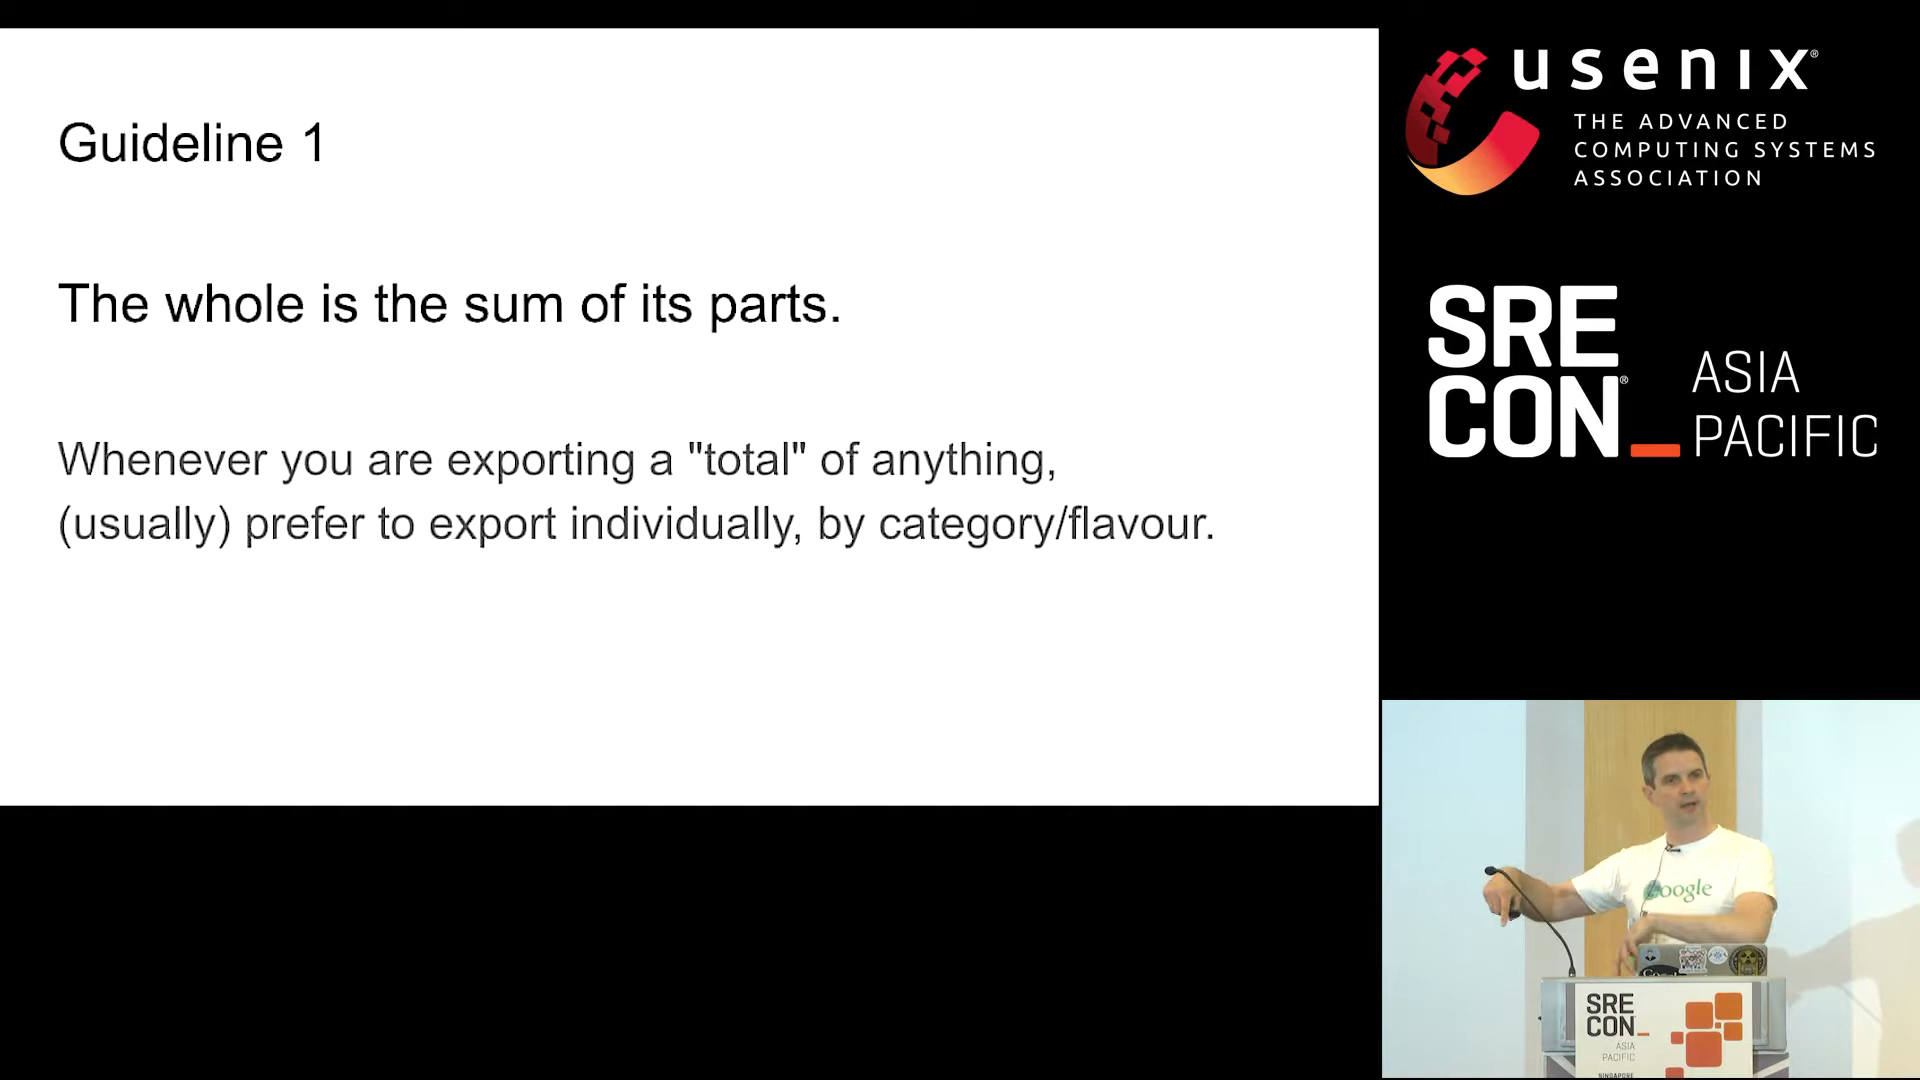 Guideline 1
The whole is the sum of its parts.
Whenever you are exporting a "total" of anything,
(usually) prefer to export individually, by category/flavour.
usenix®
THE ADVANCED
COMPUTING SYSTEMS
ASSOCIATION
SRE
CON®_
ASIA
PACIFIC
Google
SRE
CON_
ASIA
PACIFIC
SINGAPORE